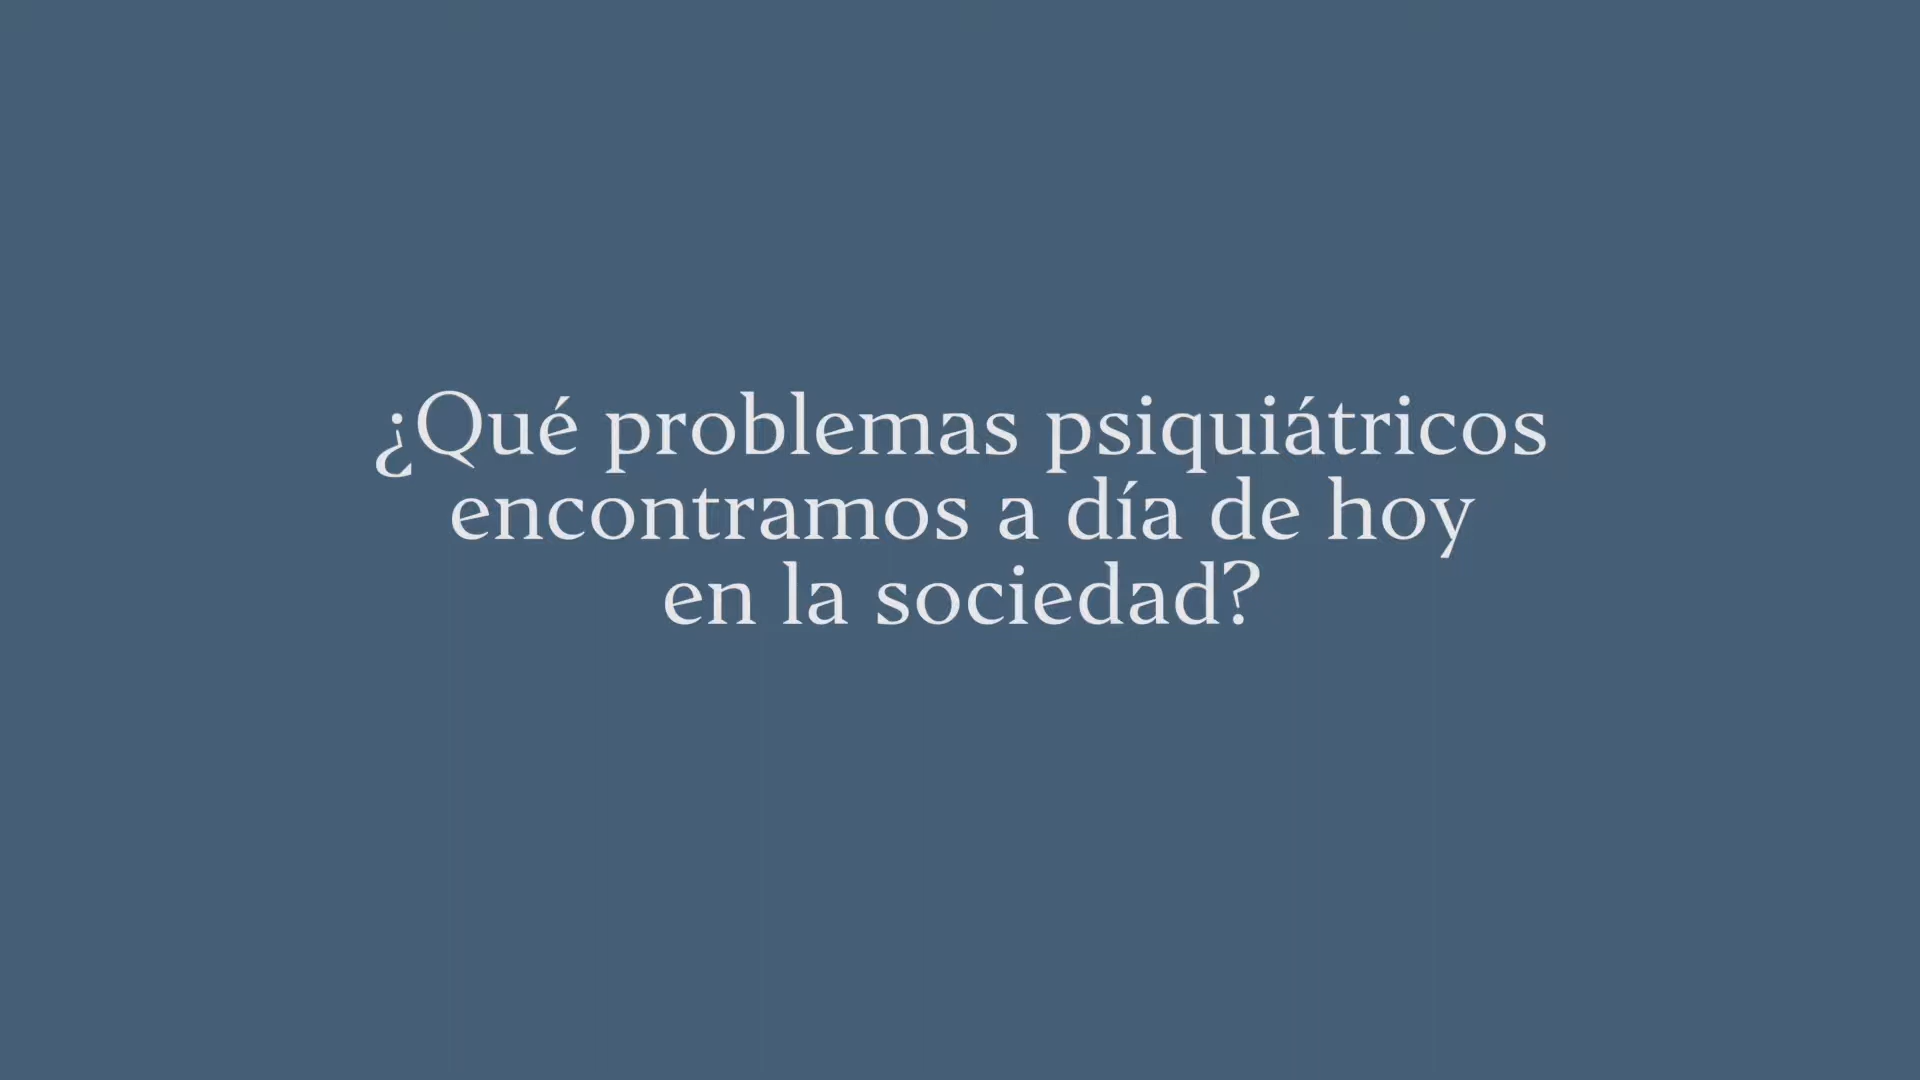 ¿Qué problemas psiquiátricos
encontramos a día de hoy
en la sociedad?